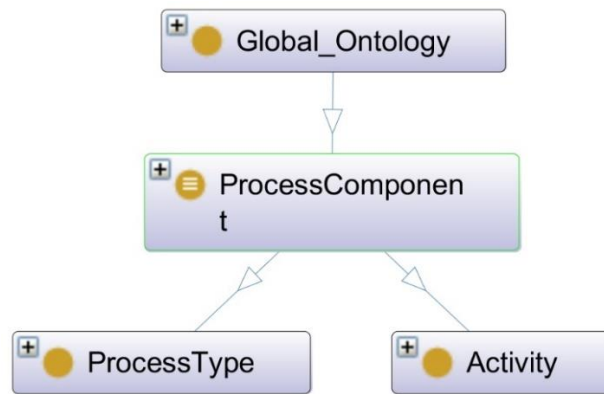 Global_Ontology
ProcessComponen
t
ProcessType
Activity